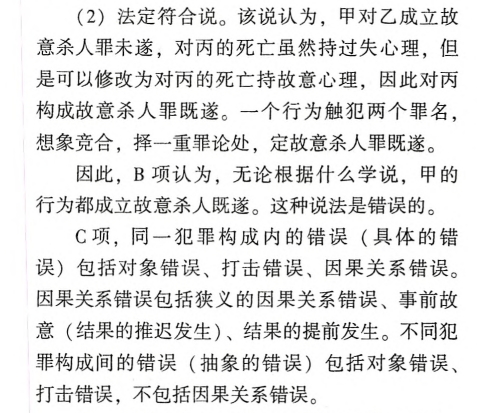 （2）法定符合说。该说认为，甲对乙成立故
意杀人罪未遂，对丙的死亡虽然持过失心理，但
是可以修改为对丙的死亡持故意心理，因此对丙
构成故意杀人罪既遂。一个行为触犯两个罪名，
想象竞合，择一重罪论处，定故意杀人罪既遂。
因此，B 项认为，无论根据什么学说，甲的
行为都成立故意杀人既遂。这种说法是错误的。
C 项，同一犯罪构成内的错误（具体的错
误）包括对象错误、打击错误、因果关系错误。
因果关系错误包括狭义的因果关系错误、事前故
意（结果的推迟发生）、结果的提前发生。不同犯
罪构成间的错误（抽象的错误）包括对象错误、
打击错误，不包括因果关系错误。